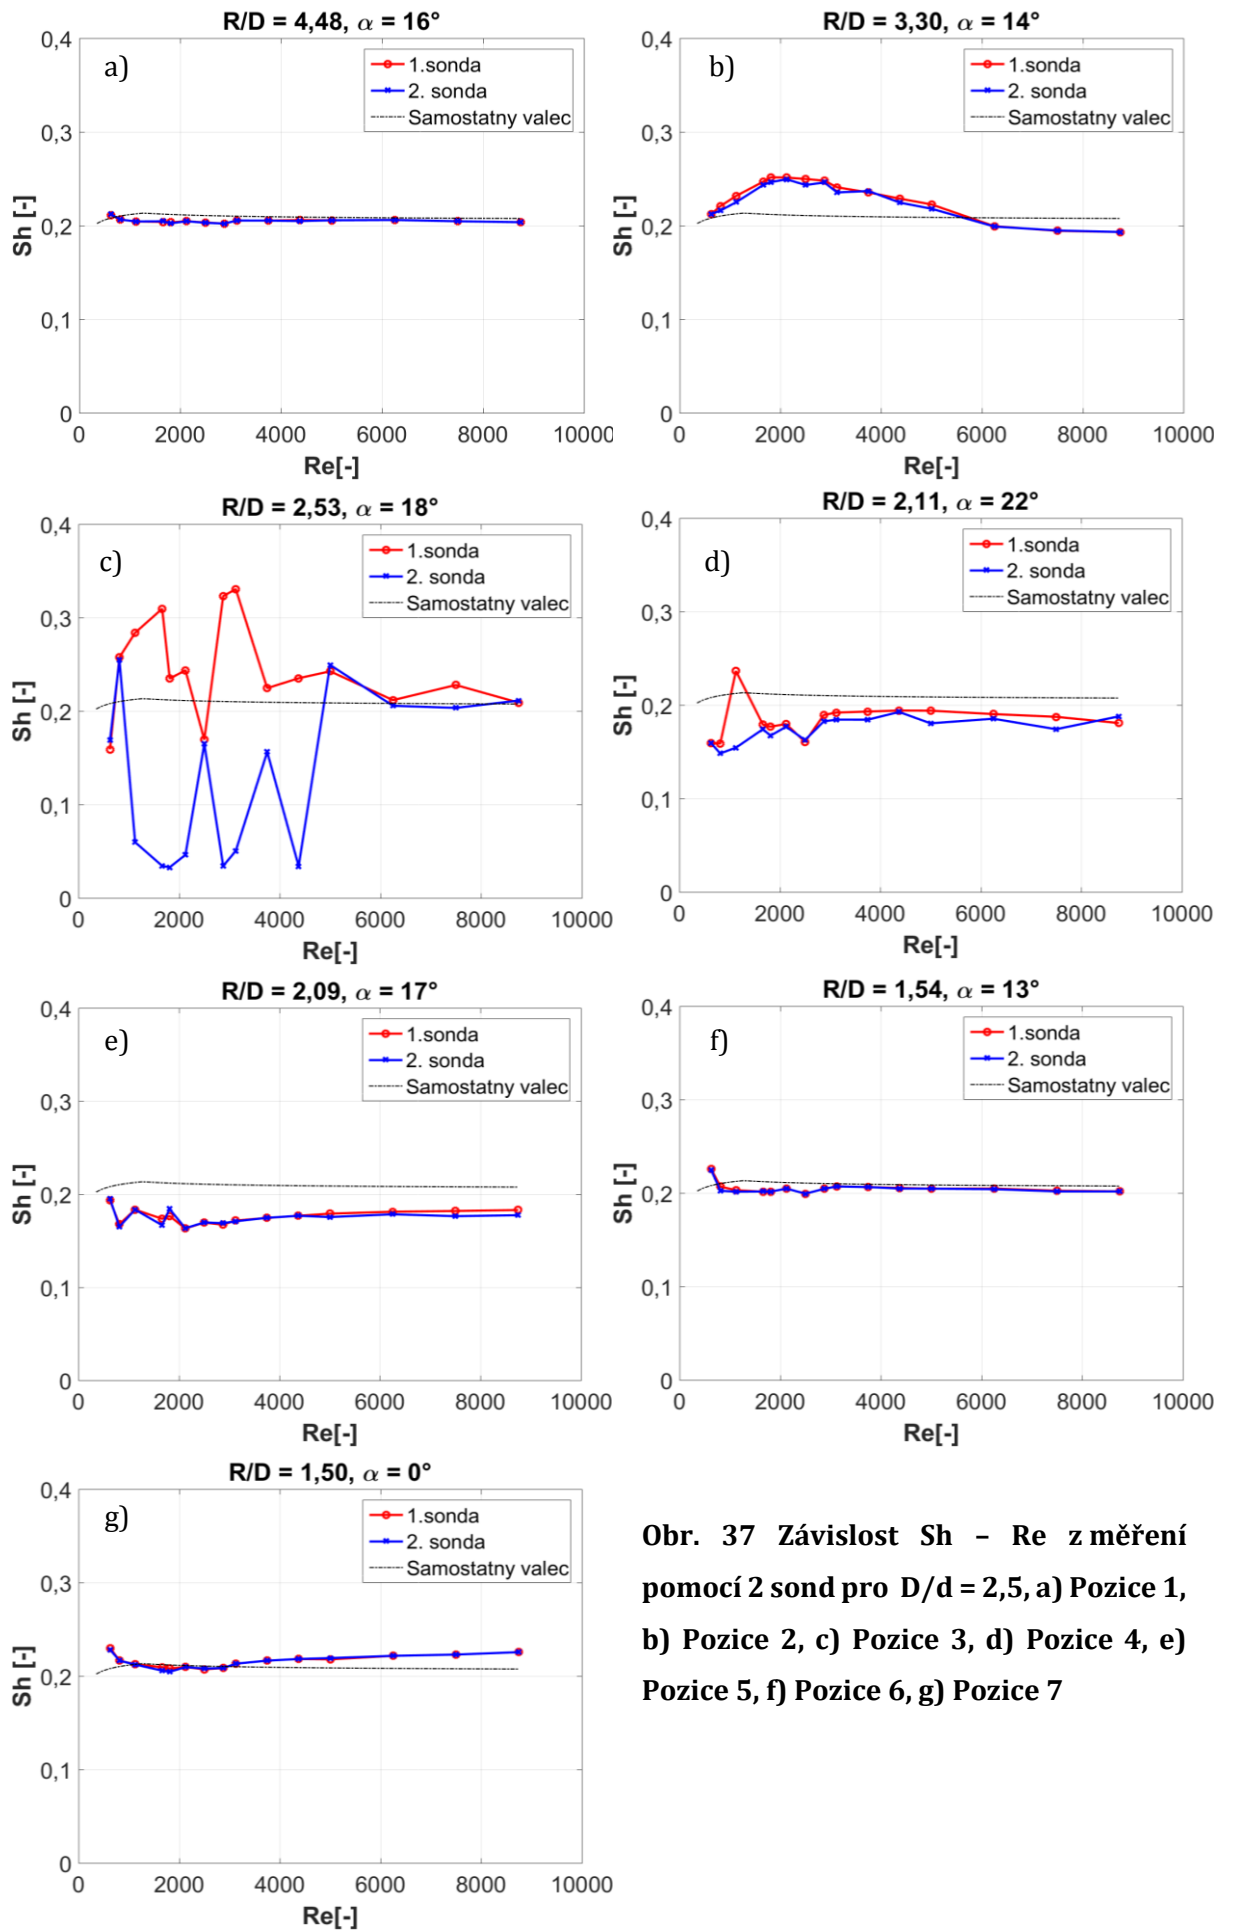 R/D = 4,48, α = 16°
a)
1.sonda
2. sonda
Samostatny valec
0,4
0,3
0,2
0,1
0
Sh [-]
0 2000 4000 6000 8000 10000
Re[-]
R/D = 3,30, α = 14°
b)
1.sonda
2. sonda
Samostatny valec
0,4
0,3
0,2
0,1
0
Sh [-]
0 2000 4000 6000 8000 10000
Re[-]
R/D = 2,53, α = 18°
c)
1.sonda
2. sonda
Samostatny valec
0,4
0,3
0,2
0,1
0
Sh [-]
0 2000 4000 6000 8000 10000
Re[-]
R/D = 2,11, α = 22°
d)
1.sonda
2. sonda
Samostatny valec
0,4
0,3
0,2
0,1
0
Sh [-]
0 2000 4000 6000 8000 10000
Re[-]
R/D = 2,09, α = 17°
e)
1.sonda
2. sonda
Samostatny valec
0,4
0,3
0,2
0,1
0
Sh [-]
0 2000 4000 6000 8000 10000
Re[-]
R/D = 1,54, α = 13°
f)
1.sonda
2. sonda
Samostatny valec
0,4
0,3
0,2
0,1
0
Sh [-]
0 2000 4000 6000 8000 10000
Re[-]
R/D = 1,50, α = 0°
g)
1.sonda
2. sonda
Samostatny valec
0,4
0,3
0,2
0,1
0
Sh [-]
0 2000 4000 6000 8000 10000
Re[-]
Obr. 37 Závislost Sh – Re z měření
pomocí 2 sond pro D/d = 2,5, a) Pozice 1,
b) Pozice 2, c) Pozice 3, d) Pozice 4, e)
Pozice 5, f) Pozice 6, g) Pozice 7